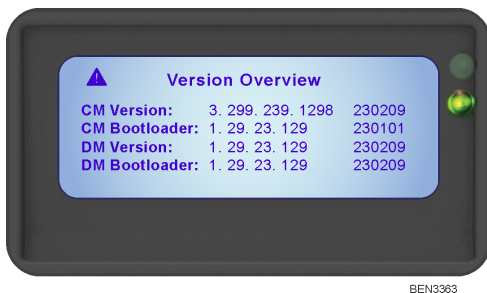 Version Overview
CM Version: 3. 299. 239. 1298 230209
CM Bootloader: 1. 29. 23. 129 230101
DM Version: 1. 29. 23. 129 230209
DM Bootloader: 1. 29. 23. 129 230209
BEN3363